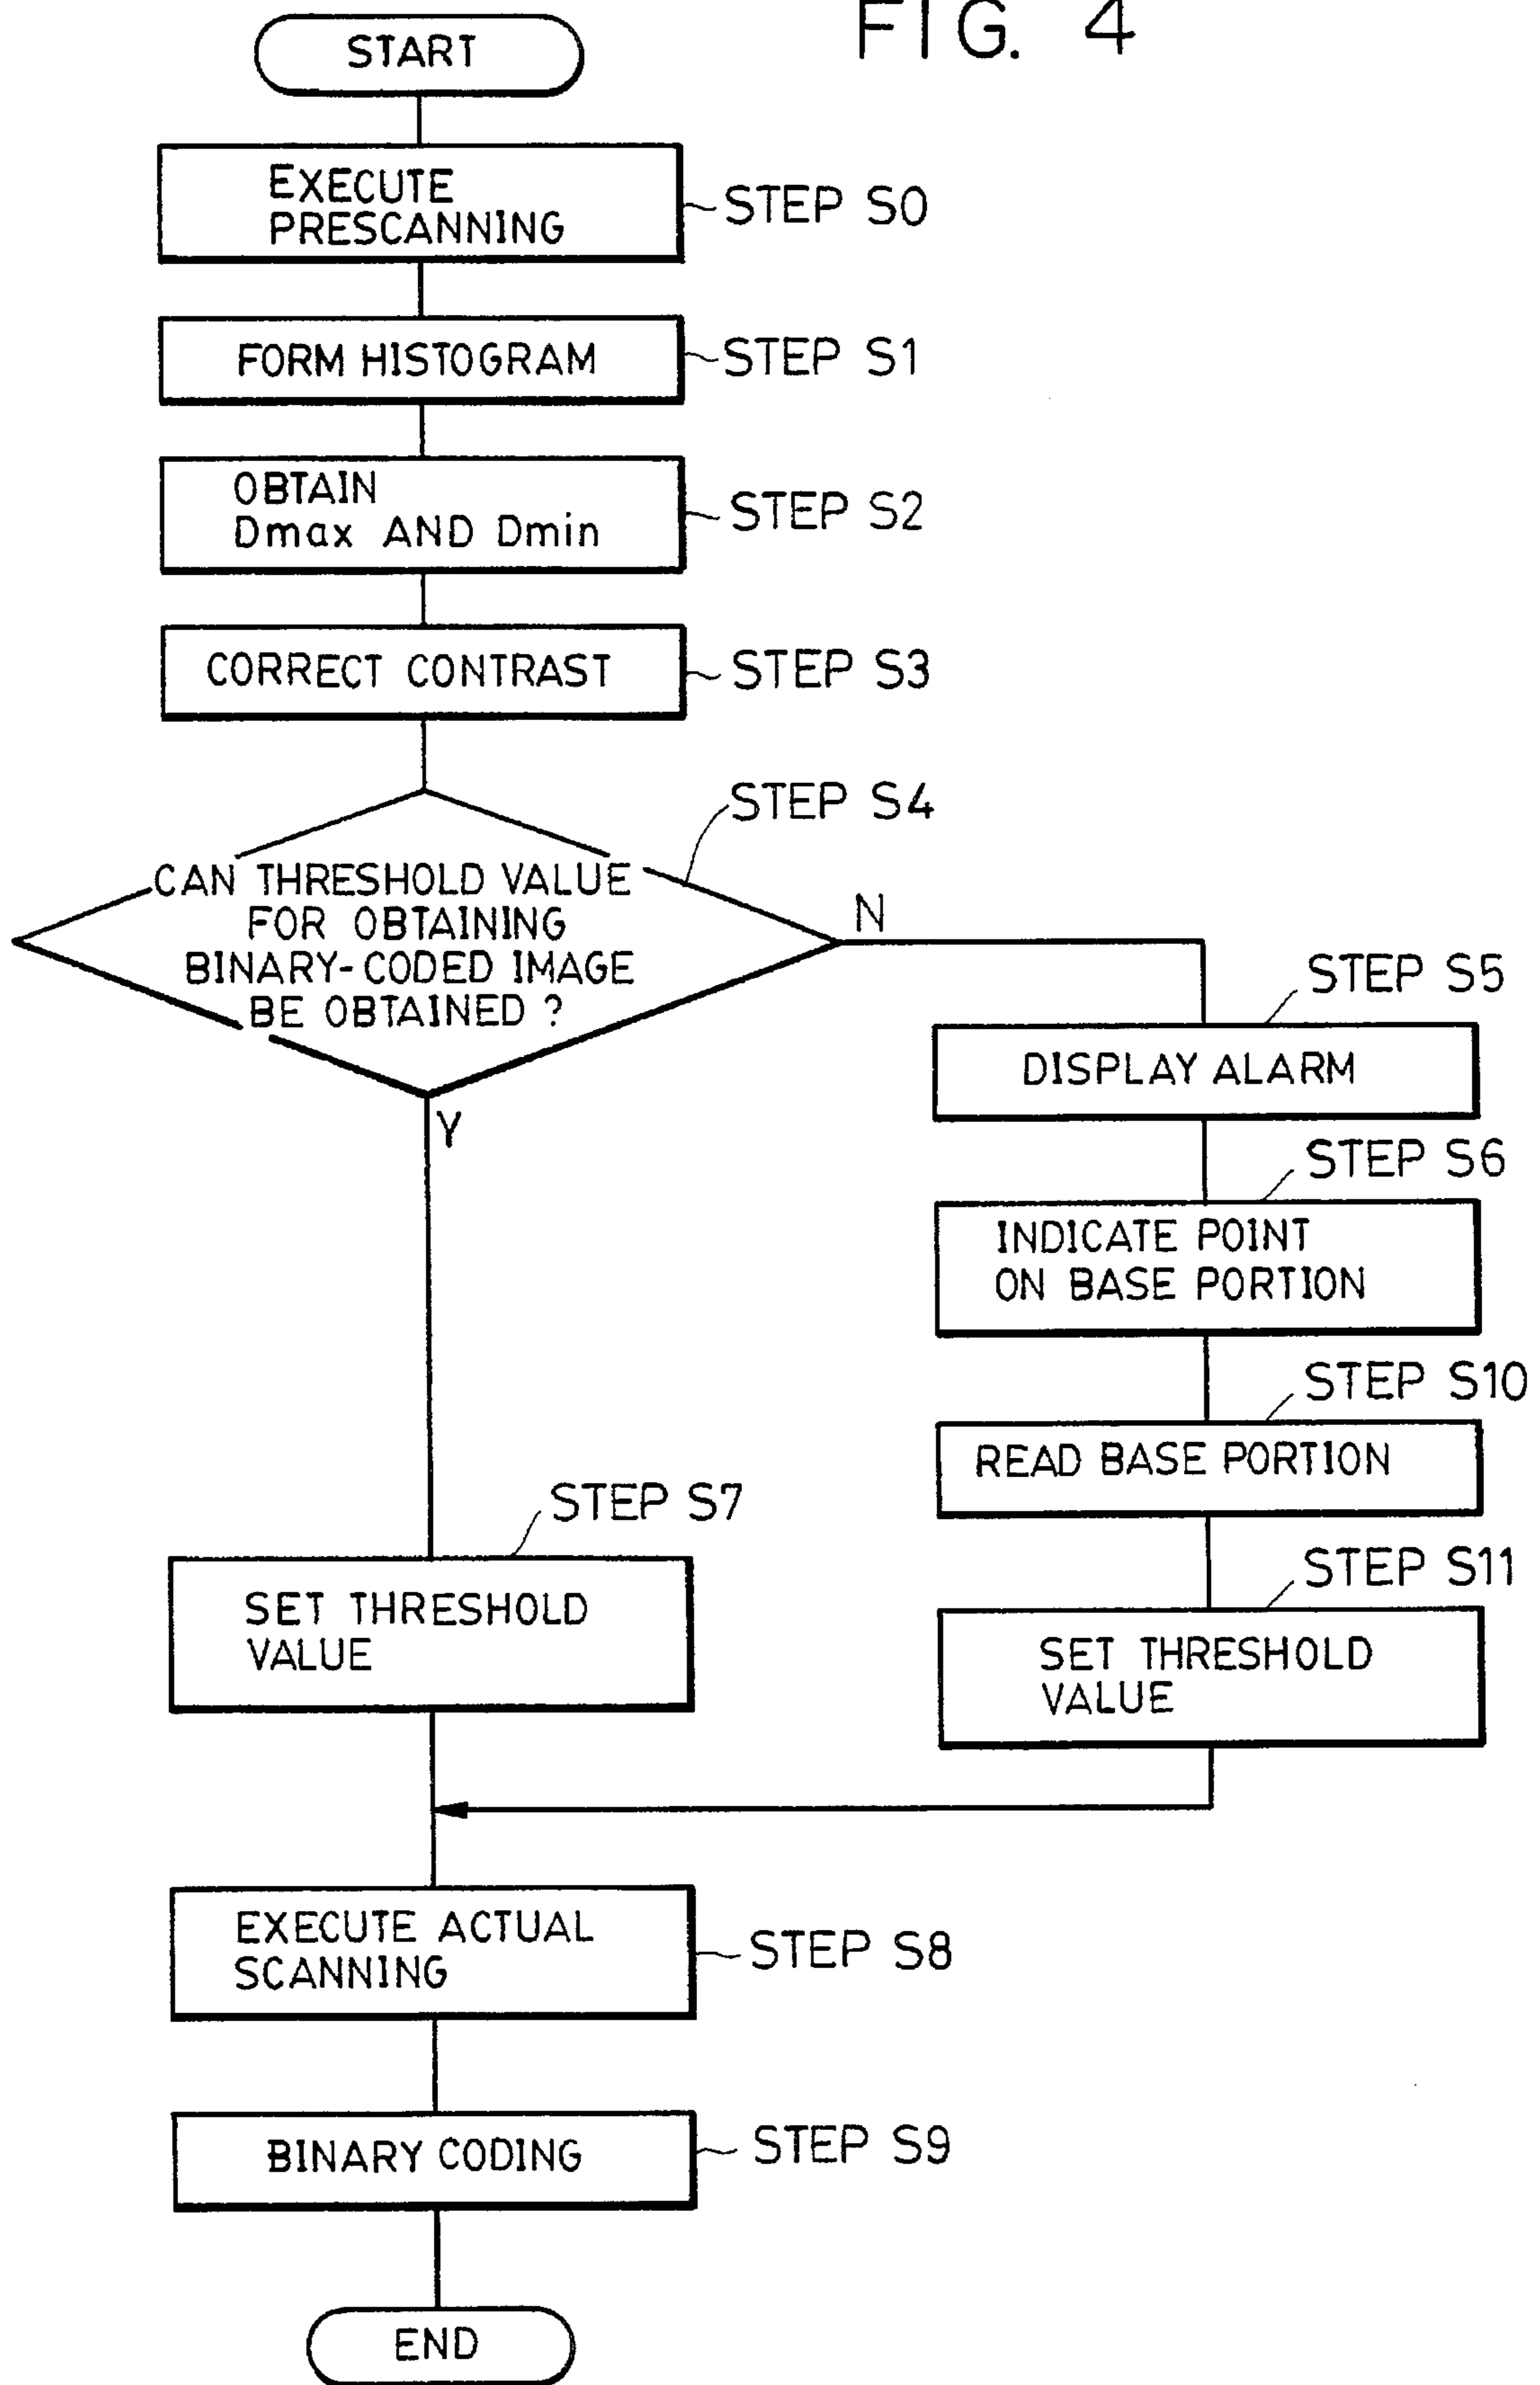 FIG. 4
START
EXECUTE
PRESCANNING
STEP S0
FORM HISTOGRAM
STEP S1
OBTAIN
Dmax AND Dmin
STEP S2
CORRECT CONTRAST
STEP S3
STEP S4
CAN THRESHOLD VALUE
FOR OBTAINING
BINARY-CODED IMAGE
BE OBTAINED ?
N
Y
STEP S5
DISPLAY ALARM
STEP S6
INDICATE POINT
ON BASE PORTION
STEP S10
READ BASE PORTION
STEP S7
SET THRESHOLD
VALUE
STEP S11
SET THRESHOLD
VALUE
EXECUTE ACTUAL
SCANNING
STEP S8
BINARY CODING
STEP S9
END